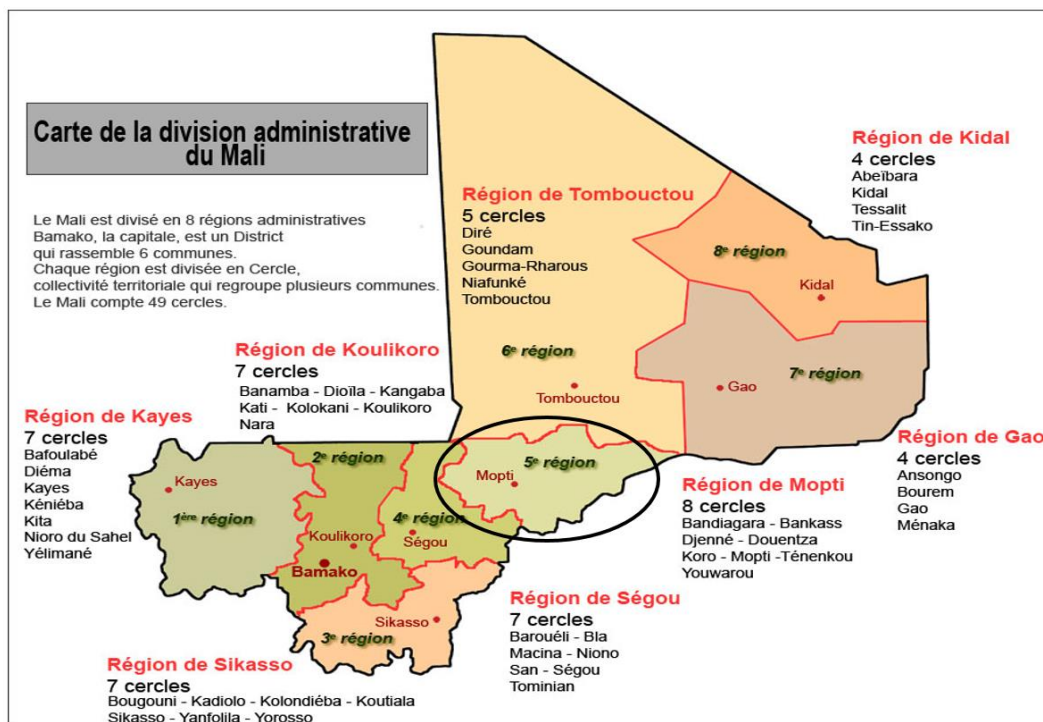 Carte de la division administrative
du Mali
Le Mali est divisé en 8 régions administratives
Bamako, la capitale, est un District
qui rassemble 6 communes.
Chaque région est divisée en Cercle,
collectivité territoriale qui regroupe plusieurs communes.
Le Mali compte 49 cercles.
Région de Kidal
4 cercles
Abeïbara
Kidal
Tessalit
Tin-Essako
Région de Tombouctou
5 cercles
Diré
Goundam
Gourma-Rharous
Niafunké
Tombouctou
8e région
Kidal
6e région
Tombouctou
7e région
Gao
Région de Koulikoro
7 cercles
Banamba - Dioïla - Kangaba
Kati - Kolokani - Koulikoro
Nara
Région de Kayes
7 cercles
Bafoulabé
Diéma
Kayes
Kéniéba
Kita
Nioro du Sahel
Yélimané
Kayes
1ère région
2e région
Koulikoro
Bamako
4e région
Ségou
5e région
Mopti
3e région
Sikasso
Région de Gao
4 cercles
Ansongo
Bourem
Gao
Ménaka
Région de Mopti
8 cercles
Bandiagara - Bankass
Djenné - Douentza
Koro - Mopti -Ténenkou
Youwarou
Région de Ségou
7 cercles
Barouéli - Bla
Macina - Niono
San - Ségou
Tominian
Région de Sikasso
7 cercles
Bougouni - Kadiolo - Kolondiéba - Koutiala
Sikasso - Yanfolila - Yorosso